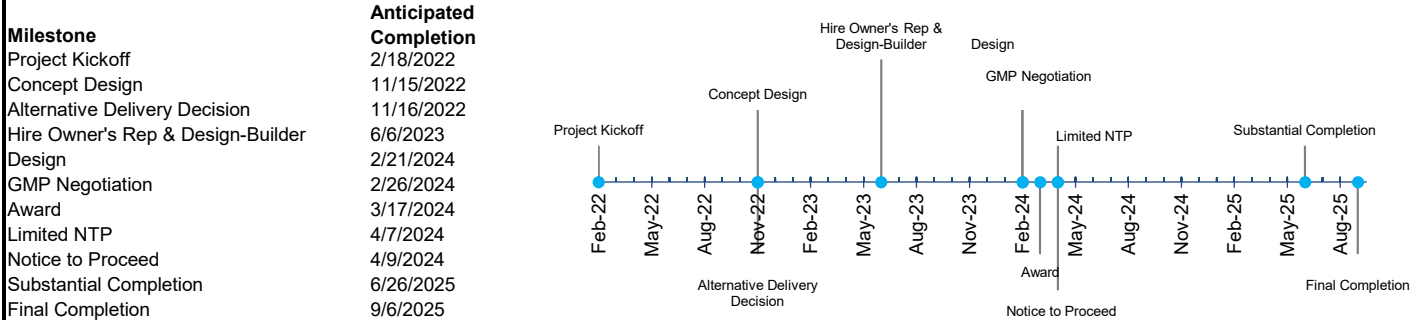 Milestone Anticipated Completion
Project Kickoff 2/18/2022
Concept Design 11/15/2022
Alternative Delivery Decision 11/16/2022
Hire Owner's Rep & Design-Builder 6/6/2023
Design 2/21/2024
GMP Negotiation 2/26/2024
Award 3/17/2024
Limited NTP 4/7/2024
Notice to Proceed 4/9/2024
Substantial Completion 6/26/2025
Final Completion 9/6/2025
Hire Owner's Rep &
Design-Builder
Design
GMP Negotiation
Concept Design
Project Kickoff
Limited NTP
Substantial Completion
Feb-22
May-22
Aug-22
Nov-22
Feb-23
May-23
Aug-23
Nov-23
Feb-24
May-24
Aug-24
Nov-24
Feb-25
May-25
Aug-25
Award
Alternative Delivery
Decision
Final Completion
Notice to Proceed